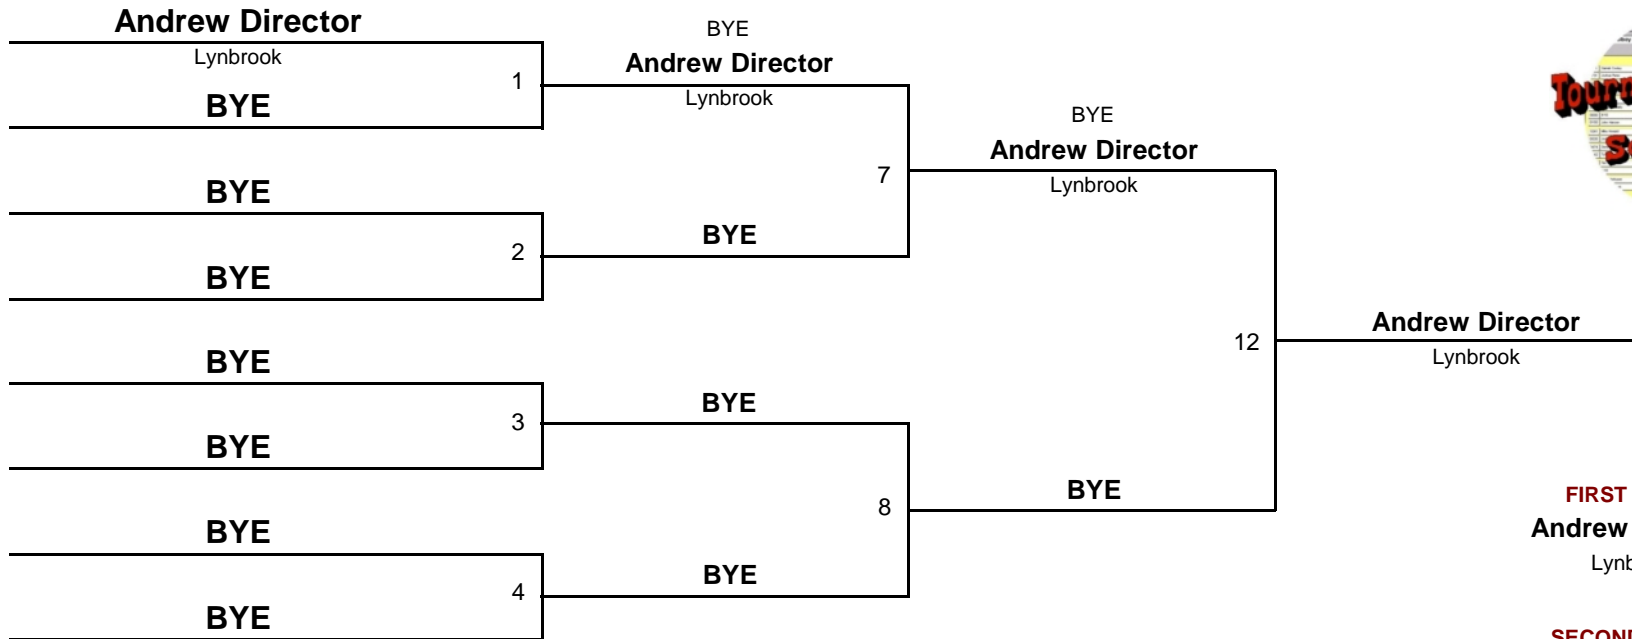 Andrew Director
Lynbrook
1
BYE
BYE
2
BYE
BYE
3
BYE
BYE
4
BYE
BYE
Andrew Director
Lynbrook
7
BYE
BYE
8
BYE
BYE
Andrew Director
Lynbrook
12
BYE
Andrew Director
Lynbrook
FIRST
Andrew